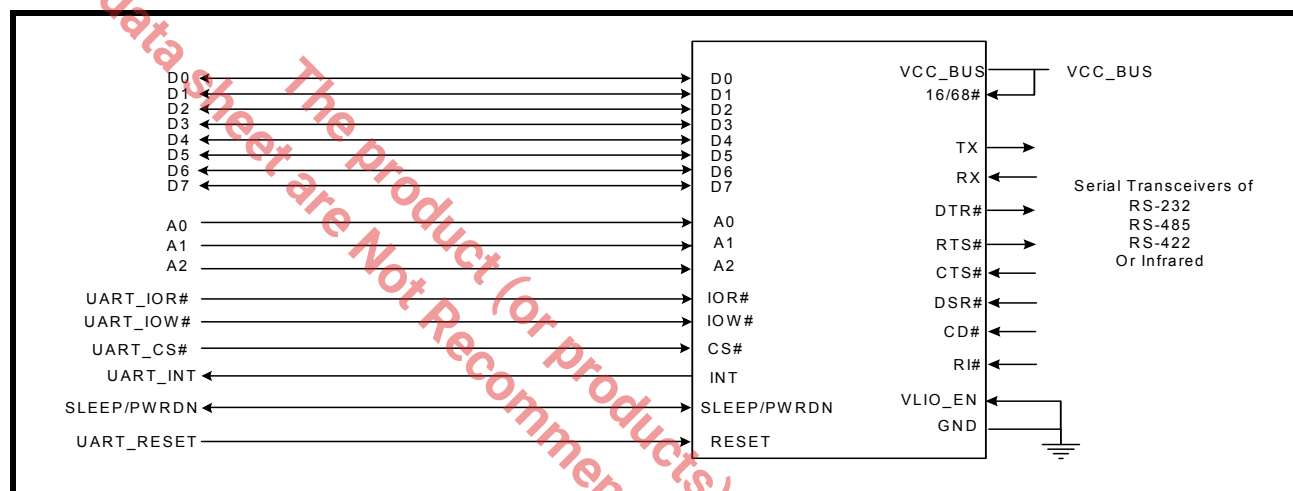 data sheet are Not Recommen
The product (or products)
D0
D1
D2
D3
D4
D5
D6
D7
A0
A1
A2
UART_IOR#
UART_IOW#
UART_CS#
UART_INT
SLEEP/PWRDN
UART_RESET
D0
D1
D2
D3
D4
D5
D6
D7
A0
A1
A2
IOR#
IOW#
CS#
INT
SLEEP/PWRDN
RESET
VCC_BUS
16/68#
TX
RX
DTR#
RTS#
CTS#
DSR#
CD#
RI#
VLIO_EN
GND
VCC_BUS
Serial Transceivers of
RS-232
RS-485
RS-422
Or Infrared